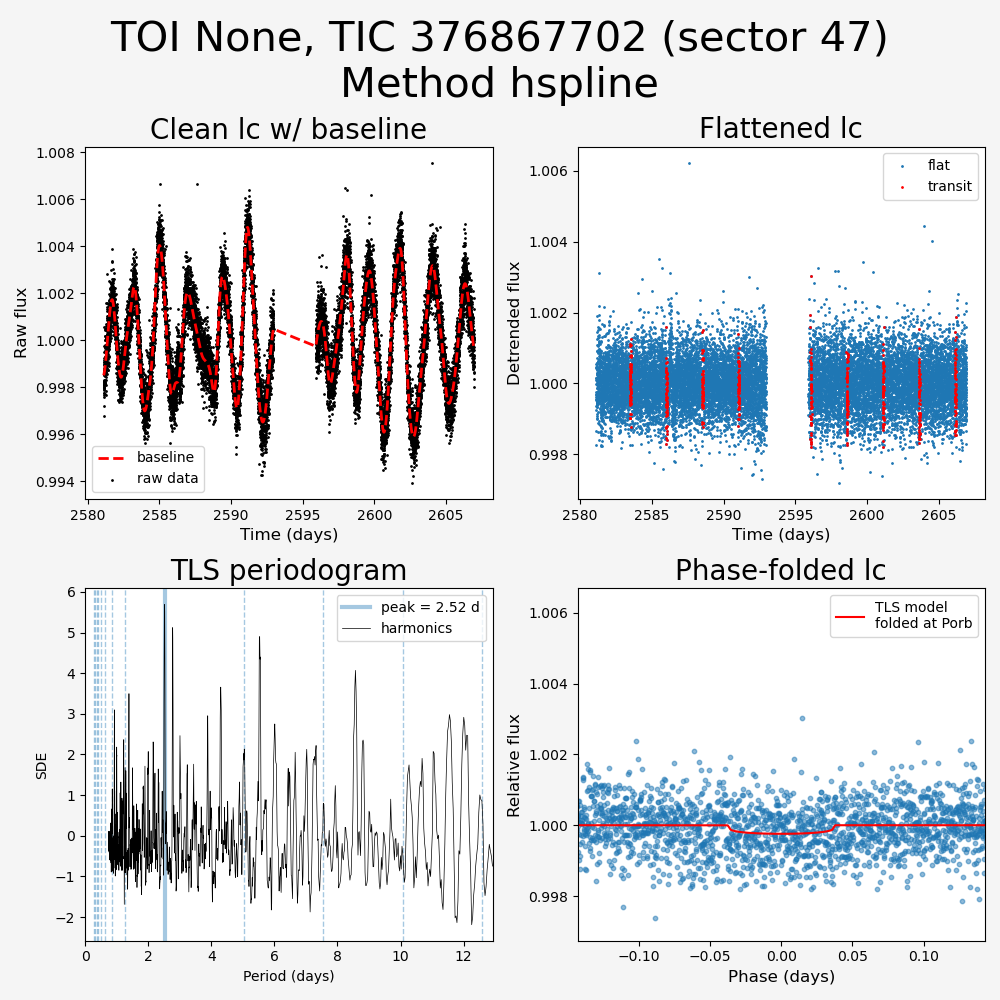 TOI None, TIC 376867702 (sector 47)
Method hspline
Clean lc w/ baseline
Raw flux
1.008
1.006
1.004
1.002
1.000
0.998
0.996
0.994
baseline
raw data
2580
2585
2590
2595
2600
2605
Time (days)
Flattened lc
Detrended flux
1.006
1.004
1.002
1.000
0.998
flat
transit
2580
2585
2590
2595
2600
2605
Time (days)
TLS periodogram
SDE
6
5
4
3
2
1
0
−1
−2
peak = 2.52 d
harmonics
0
2
4
6
8
10
12
Period (days)
Phase-folded lc
Relative flux
1.006
1.004
1.002
1.000
0.998
TLS model
folded at Porb
−0.10
−0.05
0.00
0.05
0.10
Phase (days)